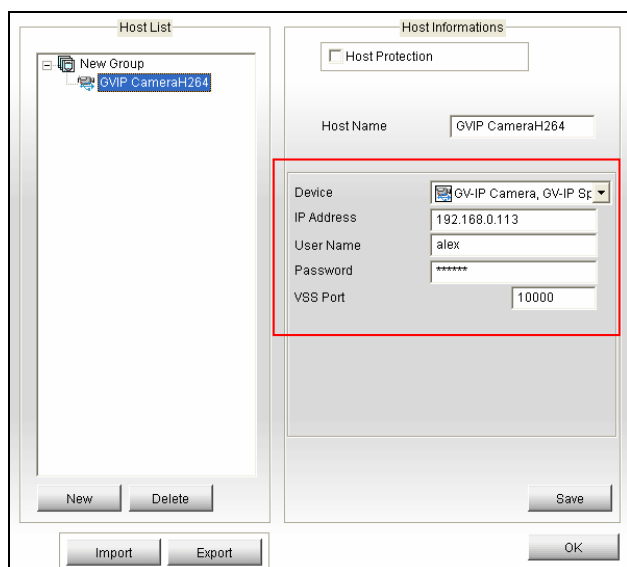 Host List
New Group
GVIP CameraH264
New
Delete
Import
Export
Host Informations
Host Protection
Host Name
GVIP CameraH264
Device
GV-IP Camera, GV-IP Sp
IP Address
192.168.0.113
User Name
alex
Password
******
VSS Port
10000
Save
OK